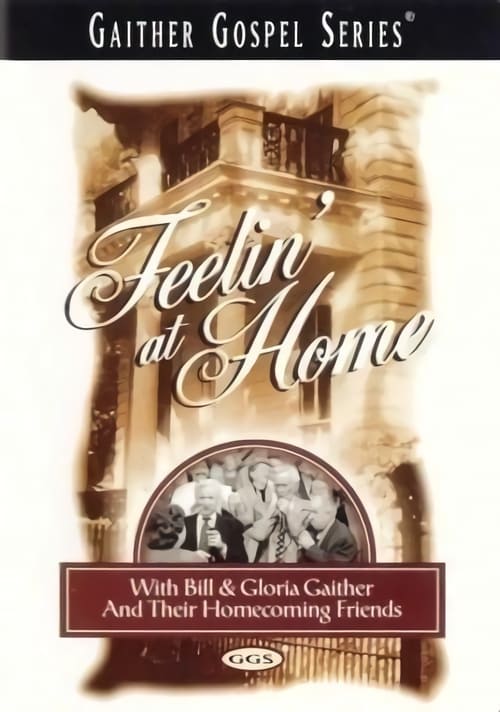 GAITHER GOSPEL SERIES®
Feelin'
at Home
With Bill & Gloria Gaither
And Their Homecoming Friends
GGS